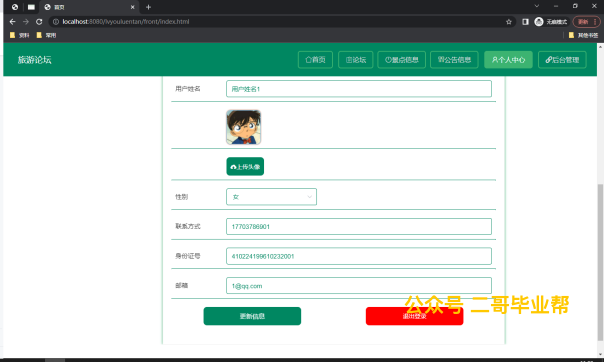 首页
localhost:8080/lvyouluentan/front/index.html
无痕模式
更新
资料
常用
其他书签
旅游论坛
首页
论坛
景点信息
公告信息
个人中心
后台管理
用户姓名
用户姓名1
上传头像
性别
女
联系方式
17703786901
身份证号
410224199610232001
邮箱
1@qq.com
公众号 二哥毕业帮
更新信息
退出登录